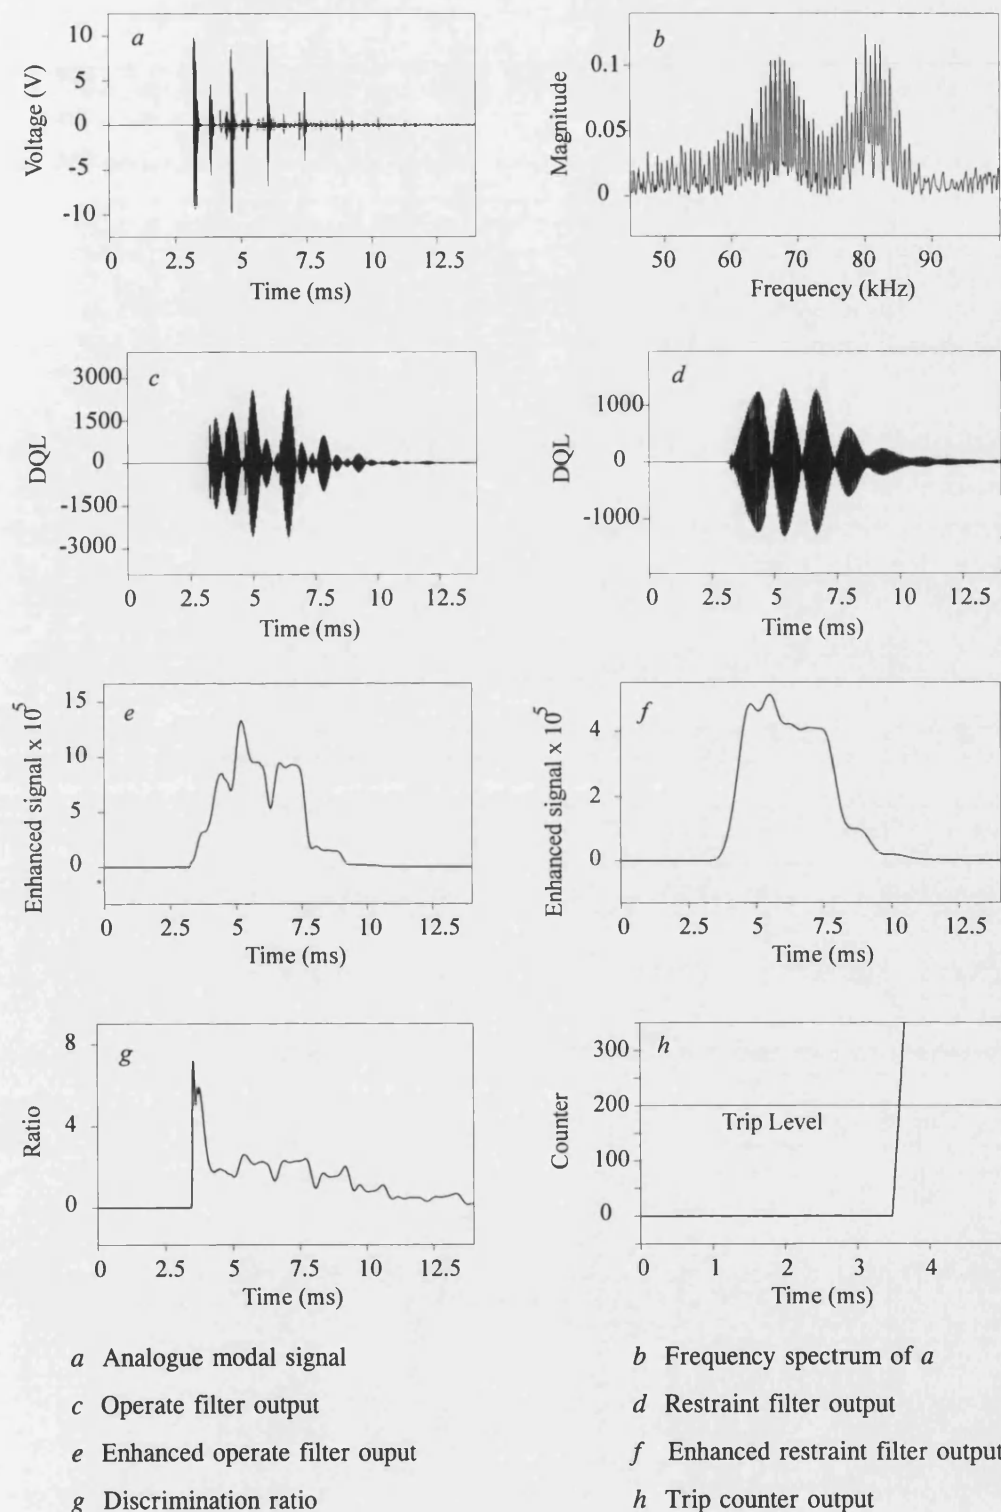 a
10
5
0
-5
-10
Voltage (V)
0 2.5 5 7.5 10 12.5
Time (ms)
b
0.1
0.05
0
Magnitude
50 60 70 80 90
Frequency (kHz)
c
3000
1500
0
-1500
-3000
DQL
0 2.5 5 7.5 10 12.5
Time (ms)
d
1000
0
-1000
DQL
0 2.5 5 7.5 10 12.5
Time (ms)
e
15
10
5
0
Enhanced signal x 10^5
0 2.5 5 7.5 10 12.5
Time (ms)
f
4
2
0
Enhanced signal x 10^5
0 2.5 5 7.5 10 12.5
Time (ms)
g
8
4
0
Ratio
0 2.5 5 7.5 10 12.5
Time (ms)
h
300
200
100
0
Counter
Trip Level
0 1 2 3 4
Time (ms)
a Analogue modal signal
b Frequency spectrum of a
c Operate filter output
d Restraint filter output
e Enhanced operate filter ouput
f Enhanced restraint filter output
g Discrimination ratio
h Trip counter output